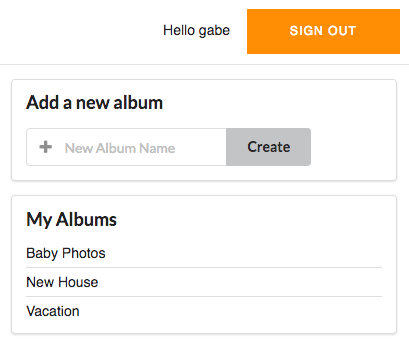 Hello gabe
SIGN OUT
Add a new album
New Album Name
Create
My Albums
Baby Photos
New House
Vacation